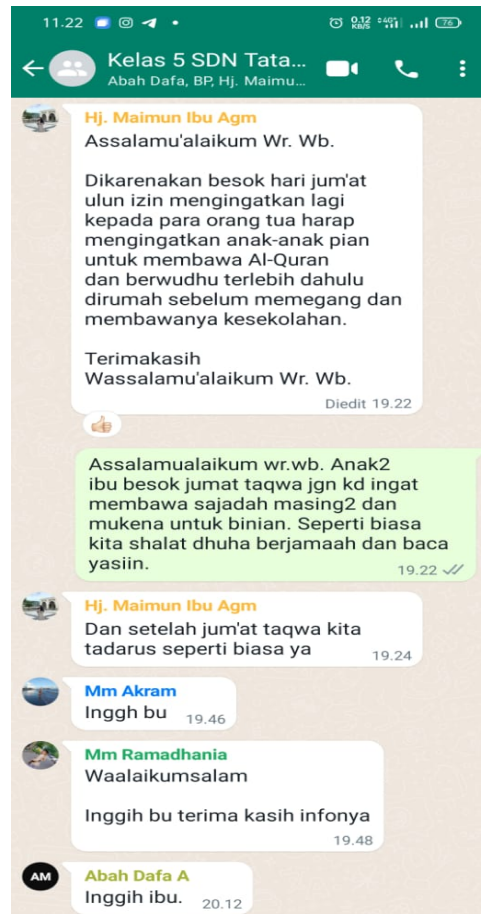 11.22
0.12 KB/S
76
Kelas 5 SDN Tata...
Abah Dafa, BP, Hj. Maimu...
Hj. Maimun Ibu Agm
Assalamu'alaikum Wr. Wb.
Dikarenakan besok hari jum'at
ulun izin mengingatkan lagi
kepada para orang tua harap
mengingatkan anak-anak pian
untuk membawa Al-Quran
dan berwudhu terlebih dahulu
dirumah sebelum memegang dan
membawanya kesekolahan.
Terimakasih
Wassalamu'alaikum Wr. Wb.
Diedit 19.22
Assalamualaikum wr.wb. Anak2
ibu besok jumat taqwa jgn kd ingat
membawa sajadah masing2 dan
mukena untuk binian. Seperti biasa
kita shalat dhuha berjamaah dan baca
yasiin.
19.22
Hj. Maimun Ibu Agm
Dan setelah jum'at taqwa kita
tadarus seperti biasa ya
19.24
Mm Akram
Inggh bu
19.46
Mm Ramadhania
Waalaikumsalam
Inggih bu terima kasih infonya
19.48
AM
Abah Dafa A
Inggih ibu.
20.12